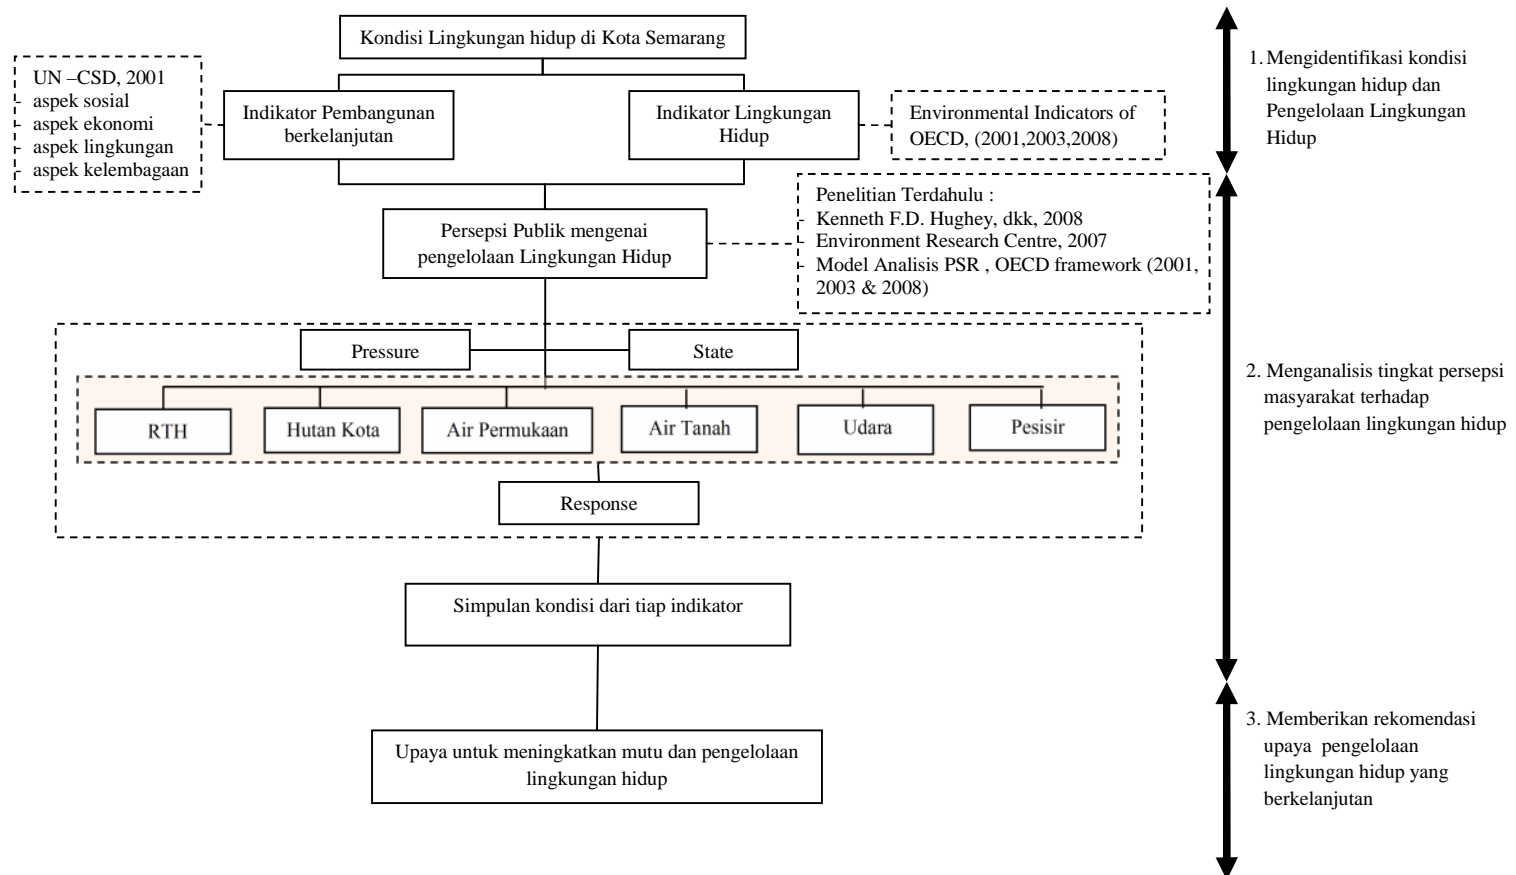 Kondisi Lingkungan hidup di Kota Semarang
UN –CSD, 2001
- aspek sosial
- aspek ekonomi
- aspek lingkungan
- aspek kelembagaan
Indikator Pembangunan
berkelanjutan
Indikator Lingkungan
Hidup
Environmental Indicators of
OECD, (2001,2003,2008)
1. Mengidentifikasi kondisi
lingkungan hidup dan
Pengelolaan Lingkungan
Hidup
Persepsi Publik mengenai
pengelolaan Lingkungan Hidup
Penelitian Terdahulu :
- Kenneth F.D. Hughey, dkk, 2008
- Environment Research Centre, 2007
- Model Analisis PSR , OECD framework (2001,
2003 & 2008)
Pressure
State
RTH
Hutan Kota
Air Permukaan
Air Tanah
Udara
Pesisir
Response
2. Menganalisis tingkat persepsi
masyarakat terhadap
pengelolaan lingkungan hidup
Simpulan kondisi dari tiap indikator
Upaya untuk meningkatkan mutu dan pengelolaan
lingkungan hidup
3. Memberikan rekomendasi
upaya pengelolaan
lingkungan hidup yang
berkelanjutan